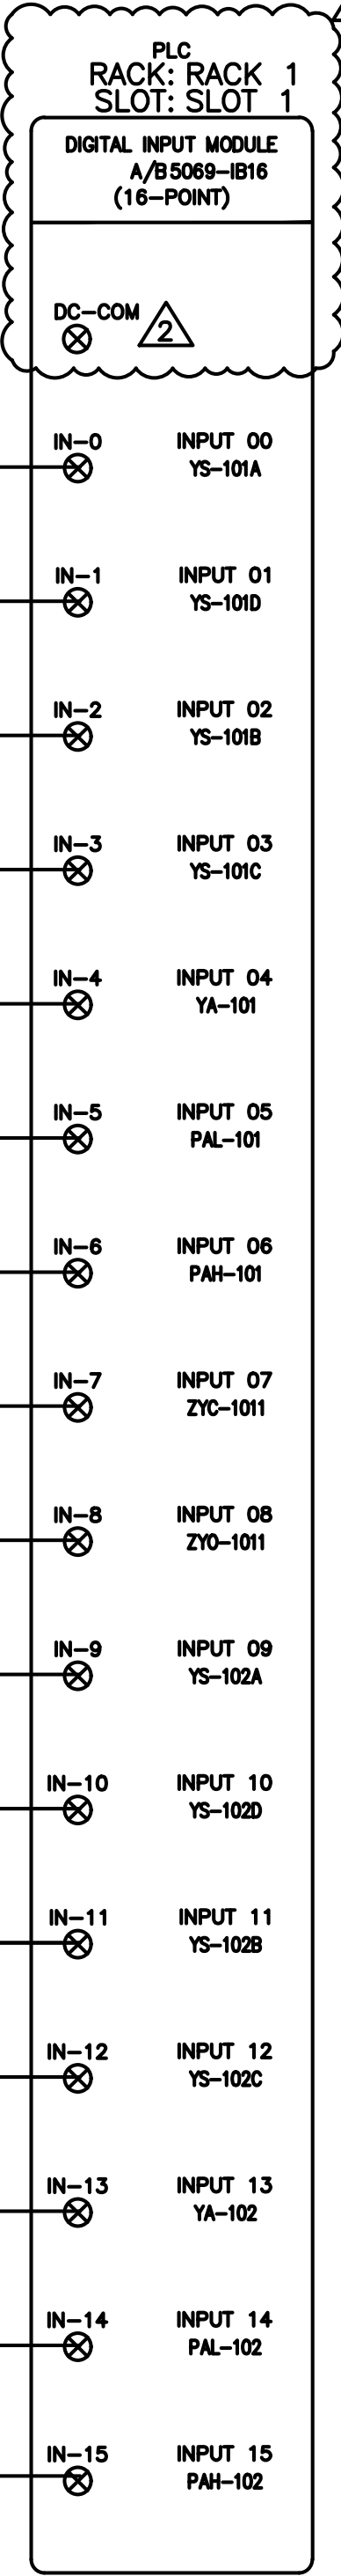 PLC
RACK: RACK 1
SLOT: SLOT 1
DIGITAL INPUT MODULE
A/B 5069-IB16
(16-POINT)
DC-COM
2
IN-0 INPUT 00
YS-101A
IN-1 INPUT 01
YS-101D
IN-2 INPUT 02
YS-101B
IN-3 INPUT 03
YS-101C
IN-4 INPUT 04
YA-101
IN-5 INPUT 05
PAL-101
IN-6 INPUT 06
PAH-101
IN-7 INPUT 07
ZYC-1011
IN-8 INPUT 08
ZYO-1011
IN-9 INPUT 09
YS-102A
IN-10 INPUT 10
YS-102D
IN-11 INPUT 11
YS-102B
IN-12 INPUT 12
YS-102C
IN-13 INPUT 13
YA-102
IN-14 INPUT 14
PAL-102
IN-15 INPUT 15
PAH-102